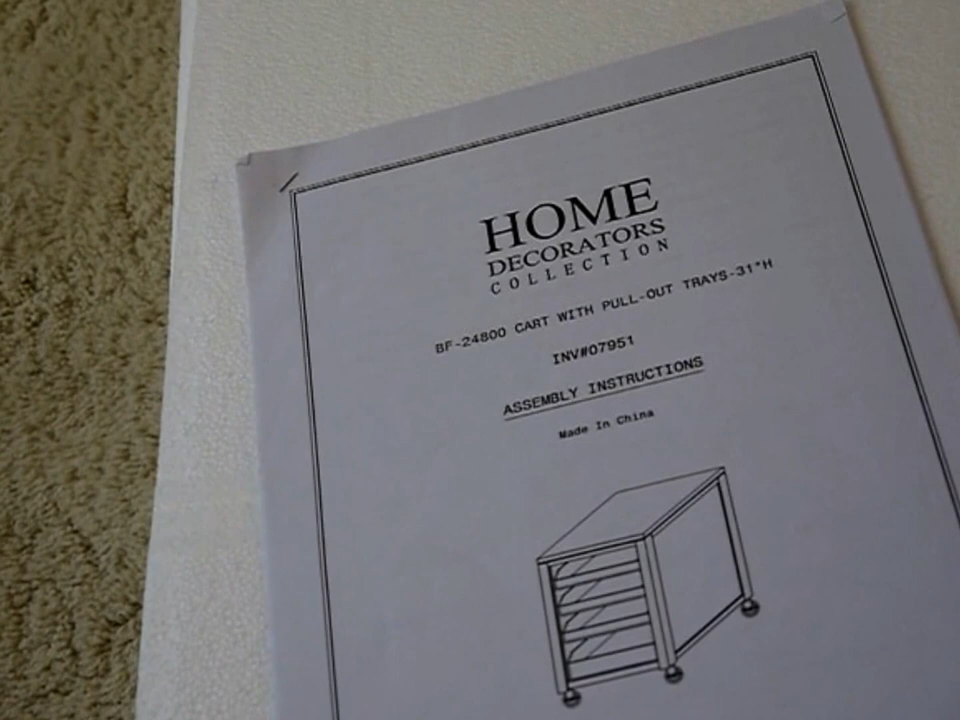 HOME
DECORATORS
COLLECTION
BF-24800 CART WITH PULL-OUT TRAYS-31"H
INV#07951
ASSEMBLY INSTRUCTIONS
Made In China